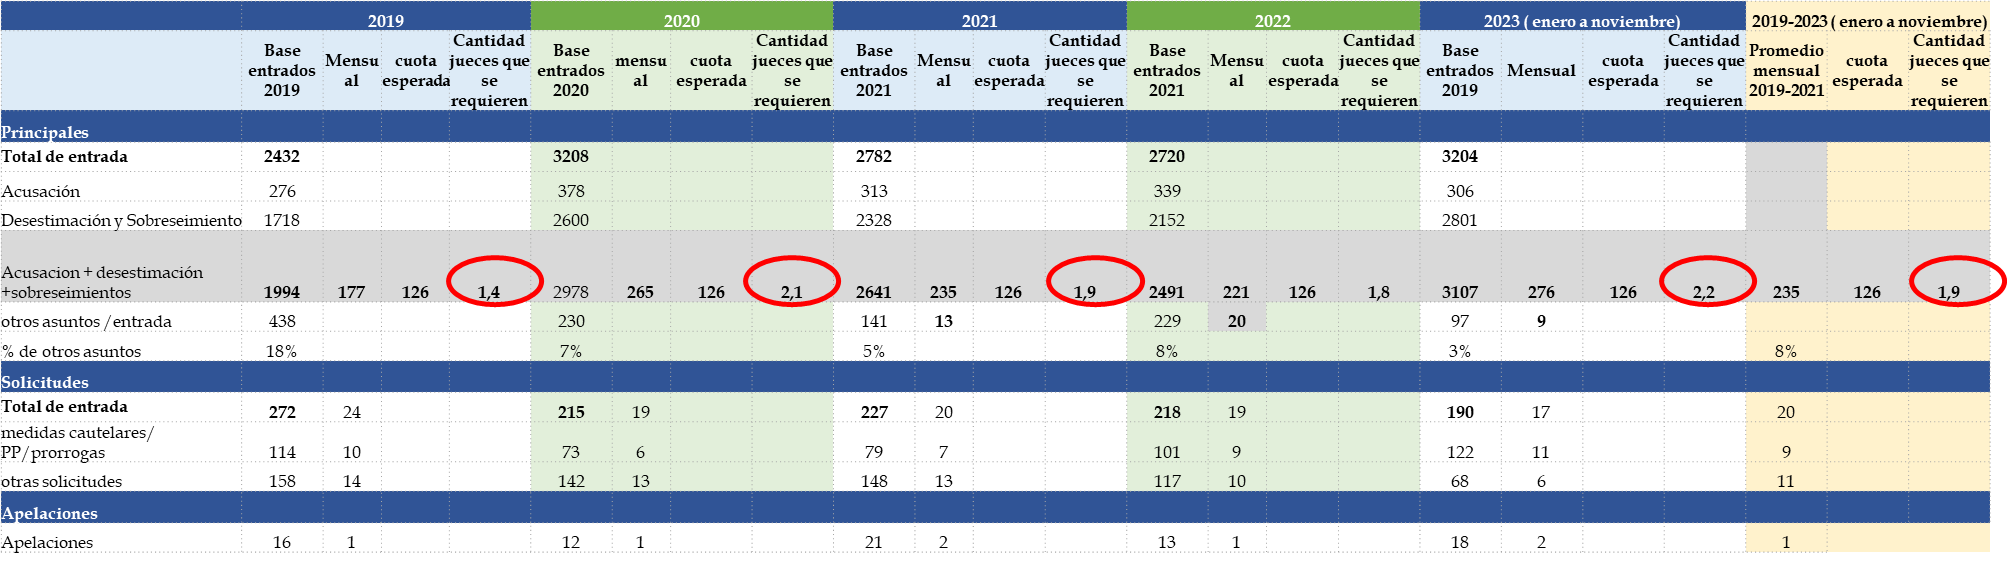 2019 2020 2021 2022 2023 ( enero a noviembre) 2019-2023 ( enero a noviembre)
Base entrados 2019 Mensu al cuota esperada Cantidad jueces que se requieren Base entrados 2020 mensu al cuota esperada Cantidad jueces que se requieren Base entrados 2021 Mensu al cuota esperada Cantidad jueces que se requieren Base entrados 2021 Mensu al cuota esperada Cantidad jueces que se requieren Base entrados 2019 Mensual cuota esperada Cantidad jueces que se requieren Promedio mensual 2019-2021 cuota esperada Cantidad jueces que se requieren
Principales
Total de entrada 2432 3208 2782 2720 3204
Acusación 276 378 313 339 306
Desestimación y Sobreseimiento 1718 2600 2328 2152 2801
Acusacion + desestimación
+sobreseimientos 1994 177 126 1,4 2978 265 126 2,1 2641 235 126 1,9 2491 221 126 1,8 3107 276 126 2,2 235 126 1,9
otros asuntos /entrada 438 230 141 13 229 20 97 9
% de otros asuntos 18% 7% 5% 8% 3% 8%
Solicitudes
Total de entrada 272 24 215 19 227 20 218 19 190 17 20
medidas cautelares/
PP/prorrogas 114 10 73 6 79 7 101 9 122 11 9
otras solicitudes 158 14 142 13 148 13 117 10 68 6 11
Apelaciones
Apelaciones 16 1 12 1 21 2 13 1 18 2 1